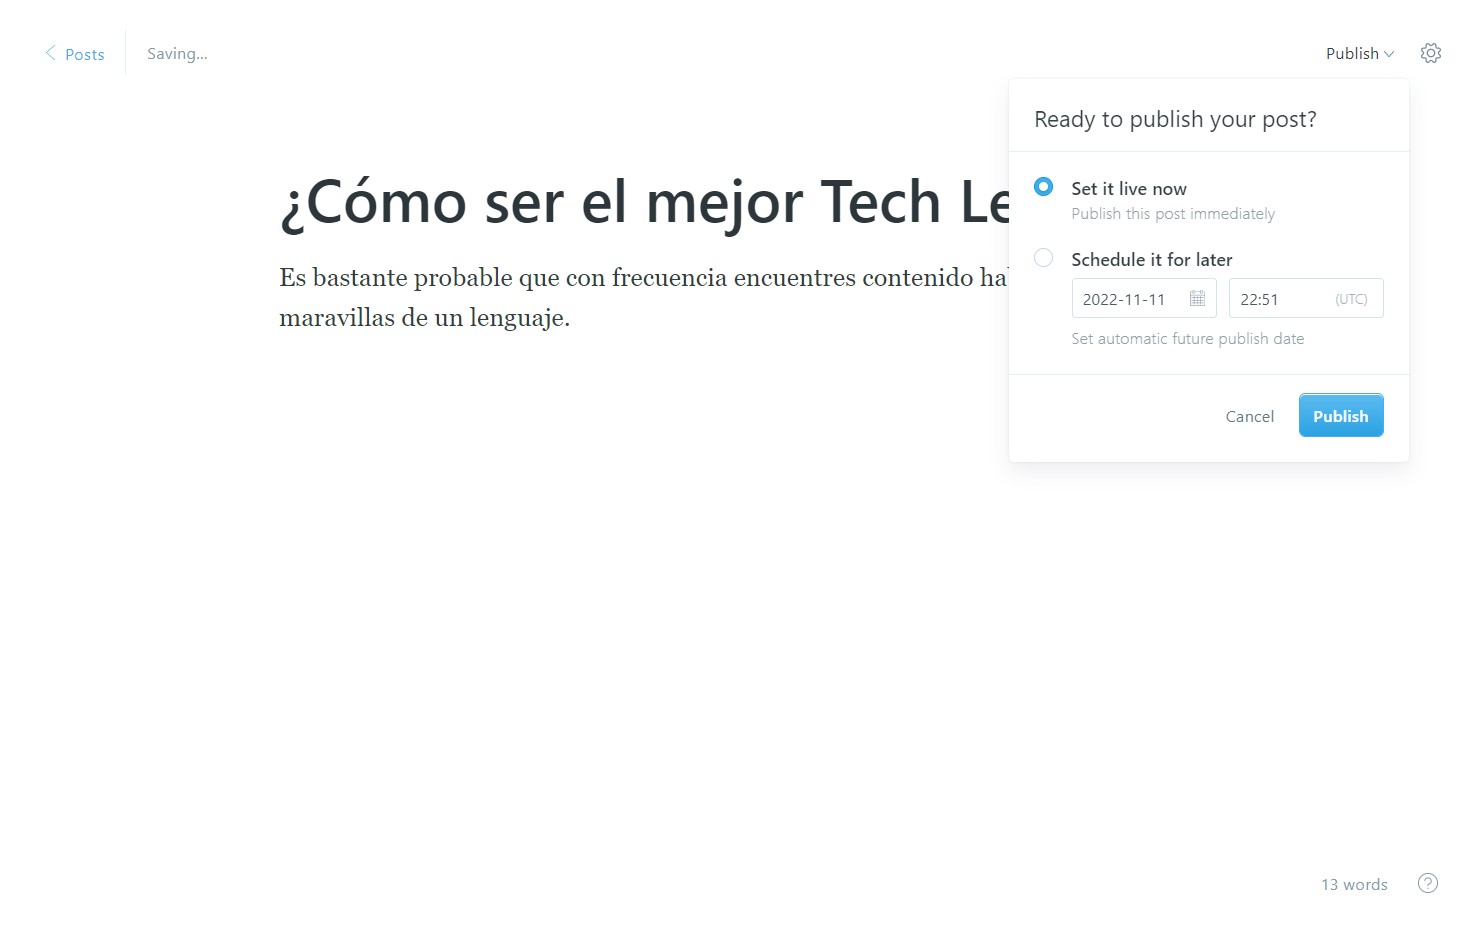 Posts
Saving...
Publish
Ready to publish your post?
Set it live now
Publish this post immediately
Schedule it for later
2022-11-11
22:51 (UTC)
Set automatic future publish date
Cancel
Publish
¿Cómo ser el mejor Tech
Es bastante probable que con frecuencia encuentres contenido
maravillas de un lenguaje.
13 words
?